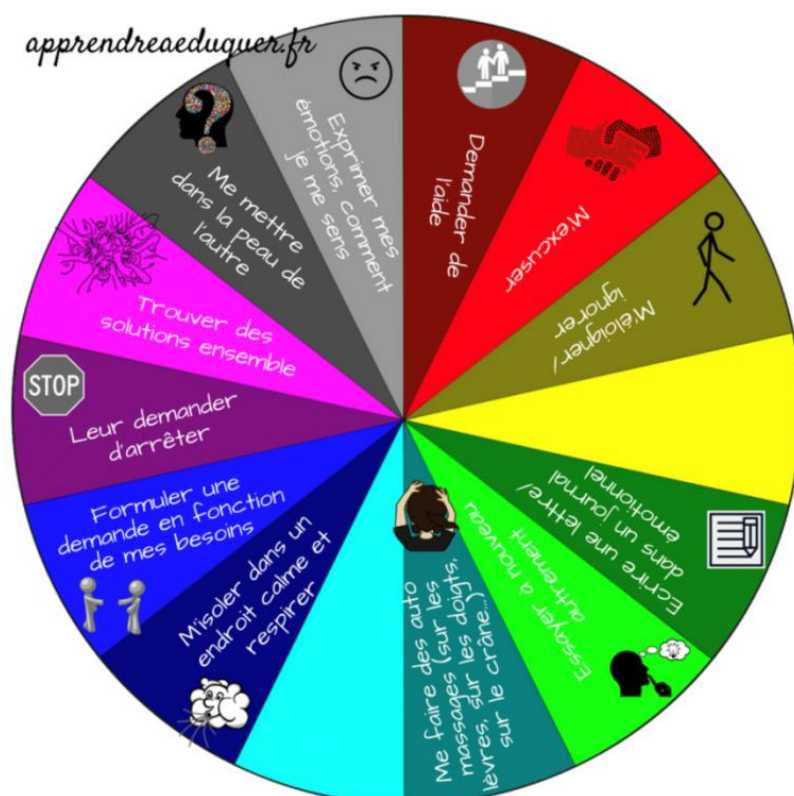 apprendreaeduquer.fr
Exprimer mes
émotions, comment
je me sens
Demander de
l'aide
M'excuser
M'éloigner/
ignorer
Ecrire une lettre/
dans un journal
émotionnel
Essayer à nouveau
autrement
Me faire des auto
massages (sur les
lèvres, sur les doigts,
sur le crâne...)
M'isoler dans un
endroit calme et
respirer
Formuler une
demande en fonction
de mes besoins
Leur demander
d'arrêter
STOP
Trouver des
solutions ensemble
Me mettre
dans la peau de
l'autre